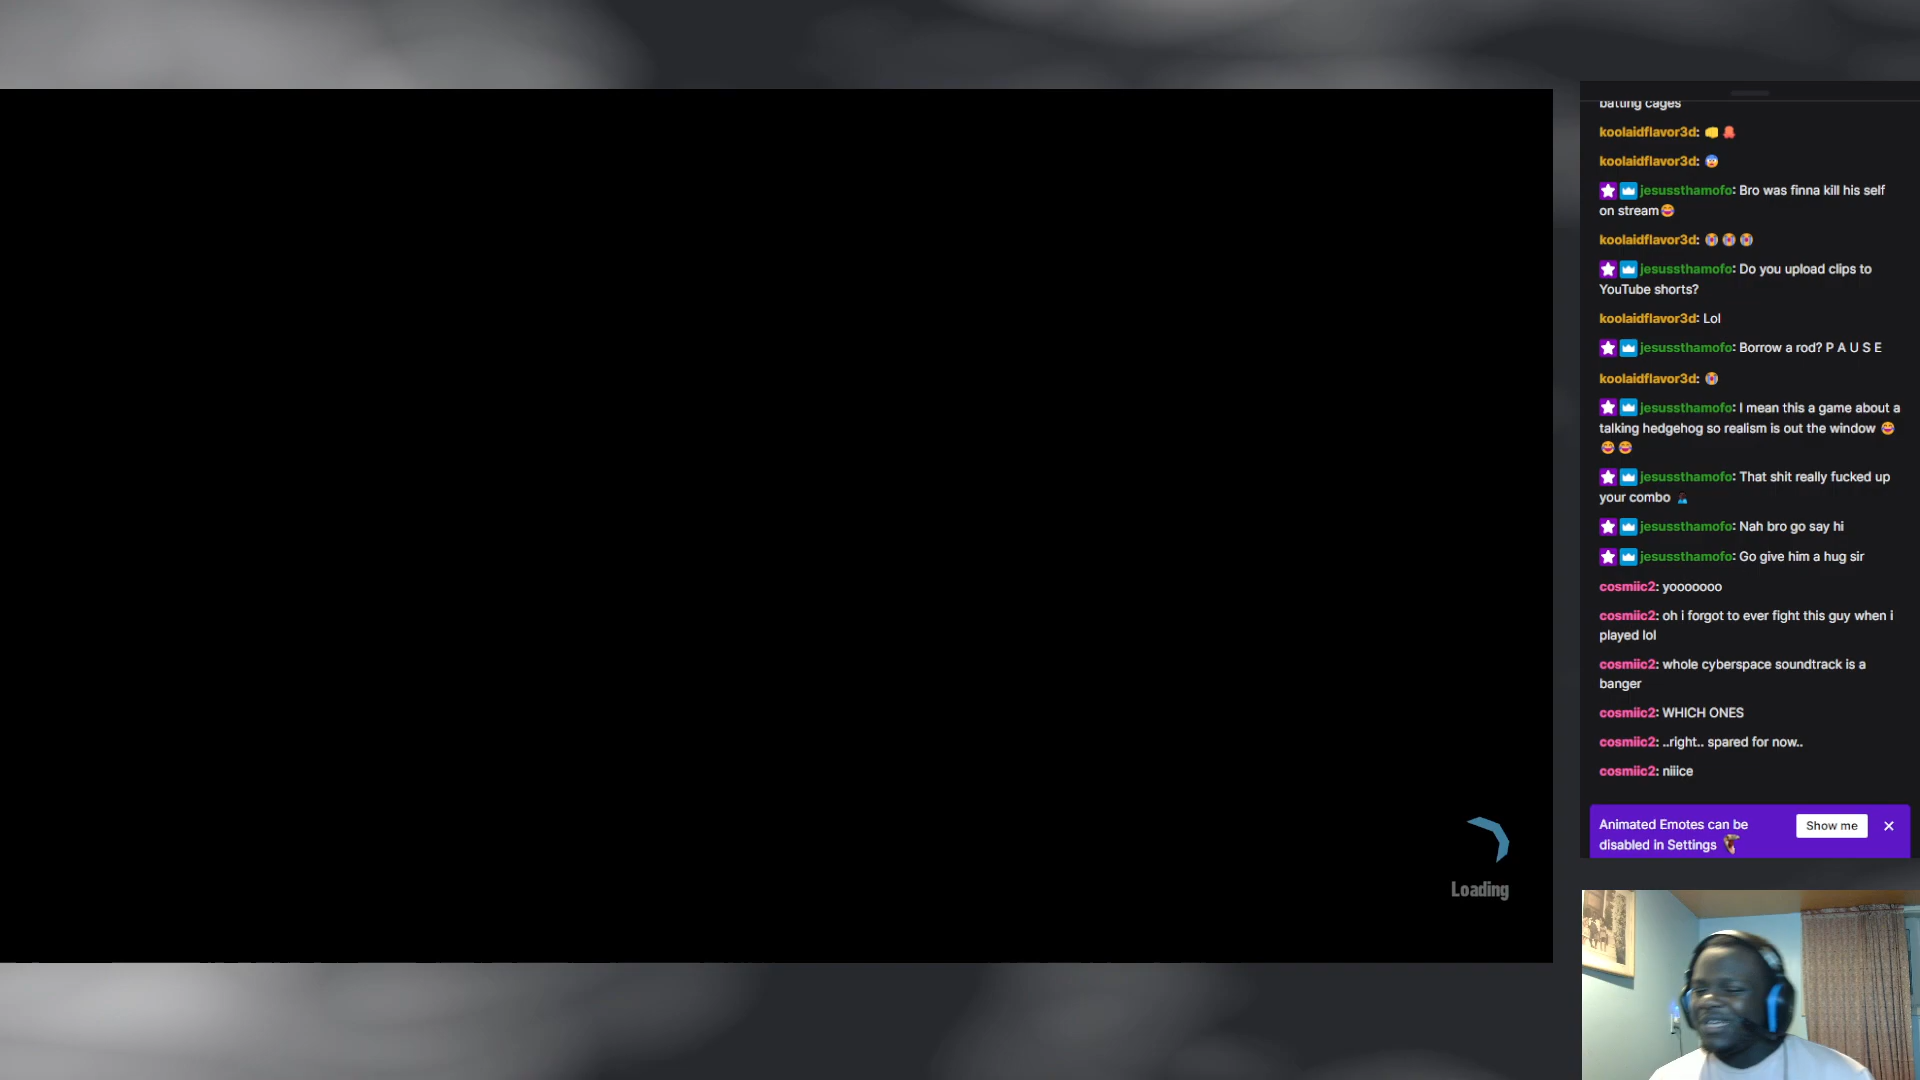 batting cages
koolaidflavor3d:
koolaidflavor3d:
jesussthamofo: Bro was finna kill his self
on stream
koolaidflavor3d:
jesussthamofo: Do you upload clips to
YouTube shorts?
koolaidflavor3d: Lol
jesussthamofo: Borrow a rod? P A U S E
koolaidflavor3d:
jesussthamofo: I mean this a game about a
talking hedgehog so realism is out the window
jesussthamofo: That shit really fucked up
your combo
jesussthamofo: Nah bro go say hi
jesussthamofo: Go give him a hug sir
cosmiic2: yooooooo
cosmiic2: oh i forgot to ever fight this guy when i
played lol
cosmiic2: whole cyberspace soundtrack is a
banger
cosmiic2: WHICH ONES
cosmiic2: ..right.. spared for now..
cosmiic2: niiice
Animated Emotes can be
disabled in Settings
Show me
Loading